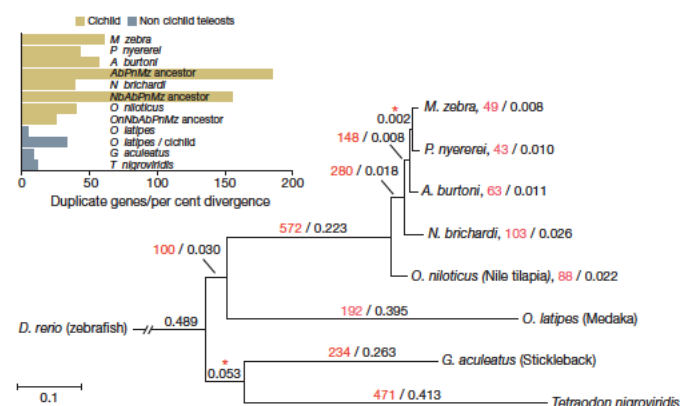 Cichlid Non cichlid teleosts
M zebra
P nyererei
A burtoni
AbPnMz ancestor
N brichardi
NbAbPnMz ancestor
O niloticus
OnNbAbPnMz ancestor
O latipes
O latipes / cichlid
G aculeatus
T nigroviridis
0 50 100 150 200
Duplicate genes/per cent divergence
*
0.002
M. zebra, 49 / 0.008
148 / 0.008
P. nyererei, 43 / 0.010
280 / 0.018
A. burtoni, 63 / 0.011
572 / 0.223
N. brichardi, 103 / 0.026
100 / 0.030
O. niloticus (Nile tilapia), 88 / 0.022
D. rerio (zebrafish)
0.489
192 / 0.395
O. latipes (Medaka)
*
0.053
234 / 0.263
G. aculeatus (Stickleback)
0.1
471 / 0.413
Tetraodon nigroviridis